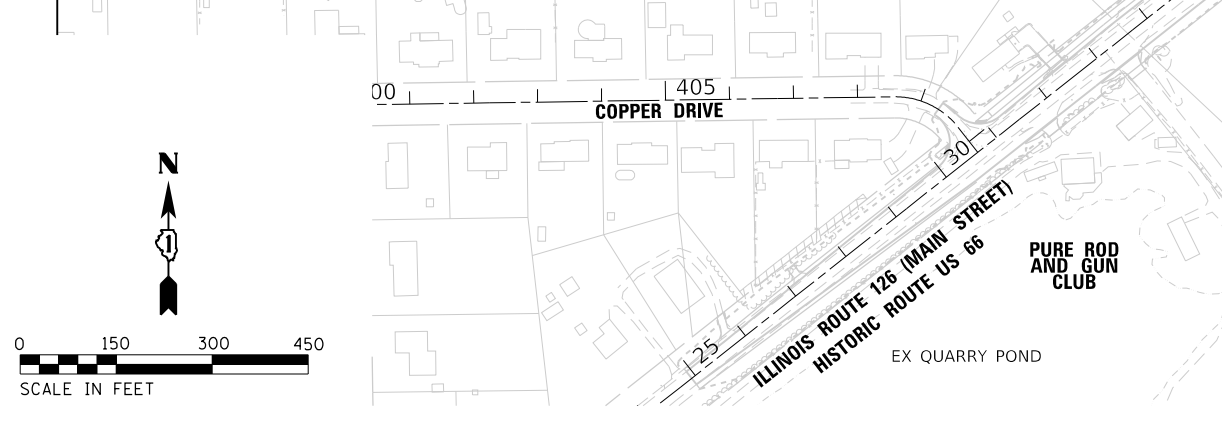 00
405
COPPER DRIVE
30
N
1
ILLINOIS ROUTE 126 (MAIN STREET)
HISTORIC ROUTE US 66
PURE ROD
AND GUN
CLUB
25
EX QUARRY POND
0 150 300 450
SCALE IN FEET